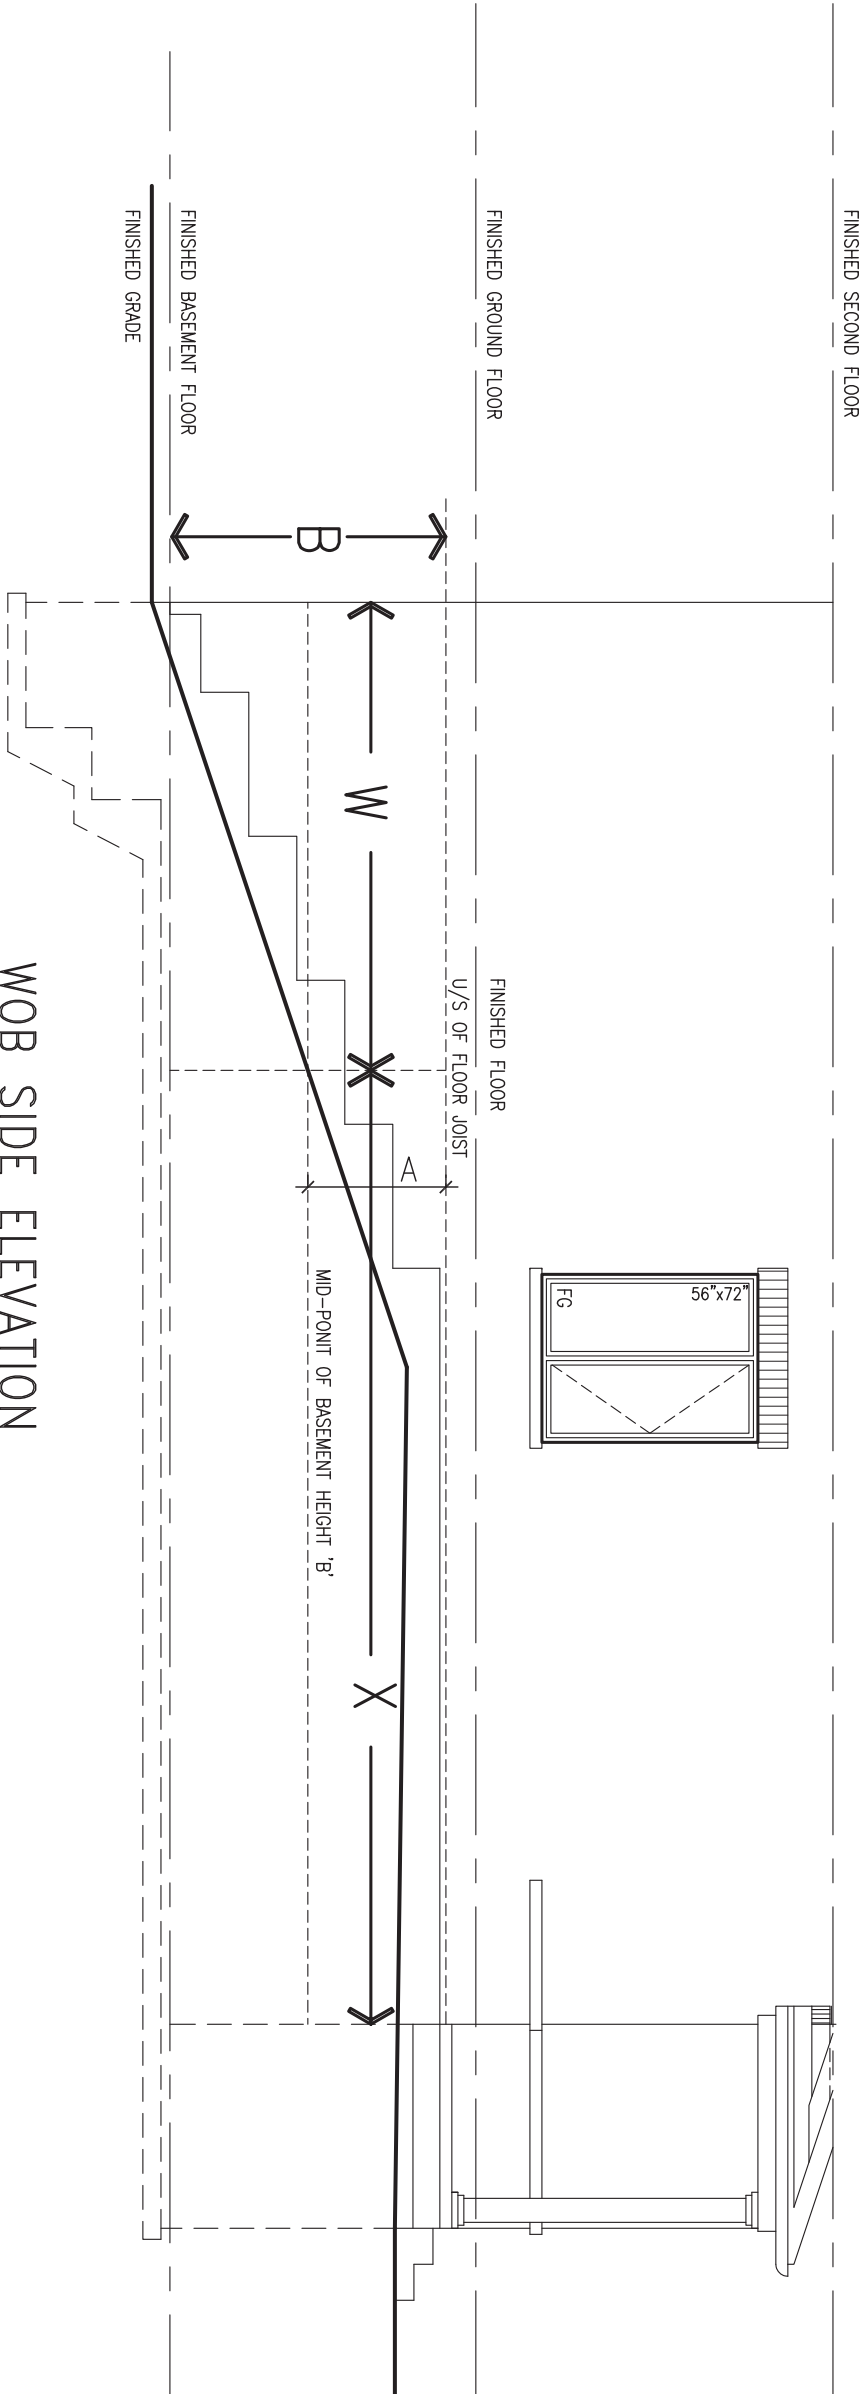 FINISHED SECOND FLOOR
FINISHED GROUND FLOOR
FINISHED BASEMENT FLOOR
FINISHED GRADE
B
W
FINISHED FLOOR
U/S OF FLOOR JOIST
A
56"x72"
FG
MID-PONIT OF BASEMENT HEIGHT 'B'
X
WOB SIDE ELEVATION